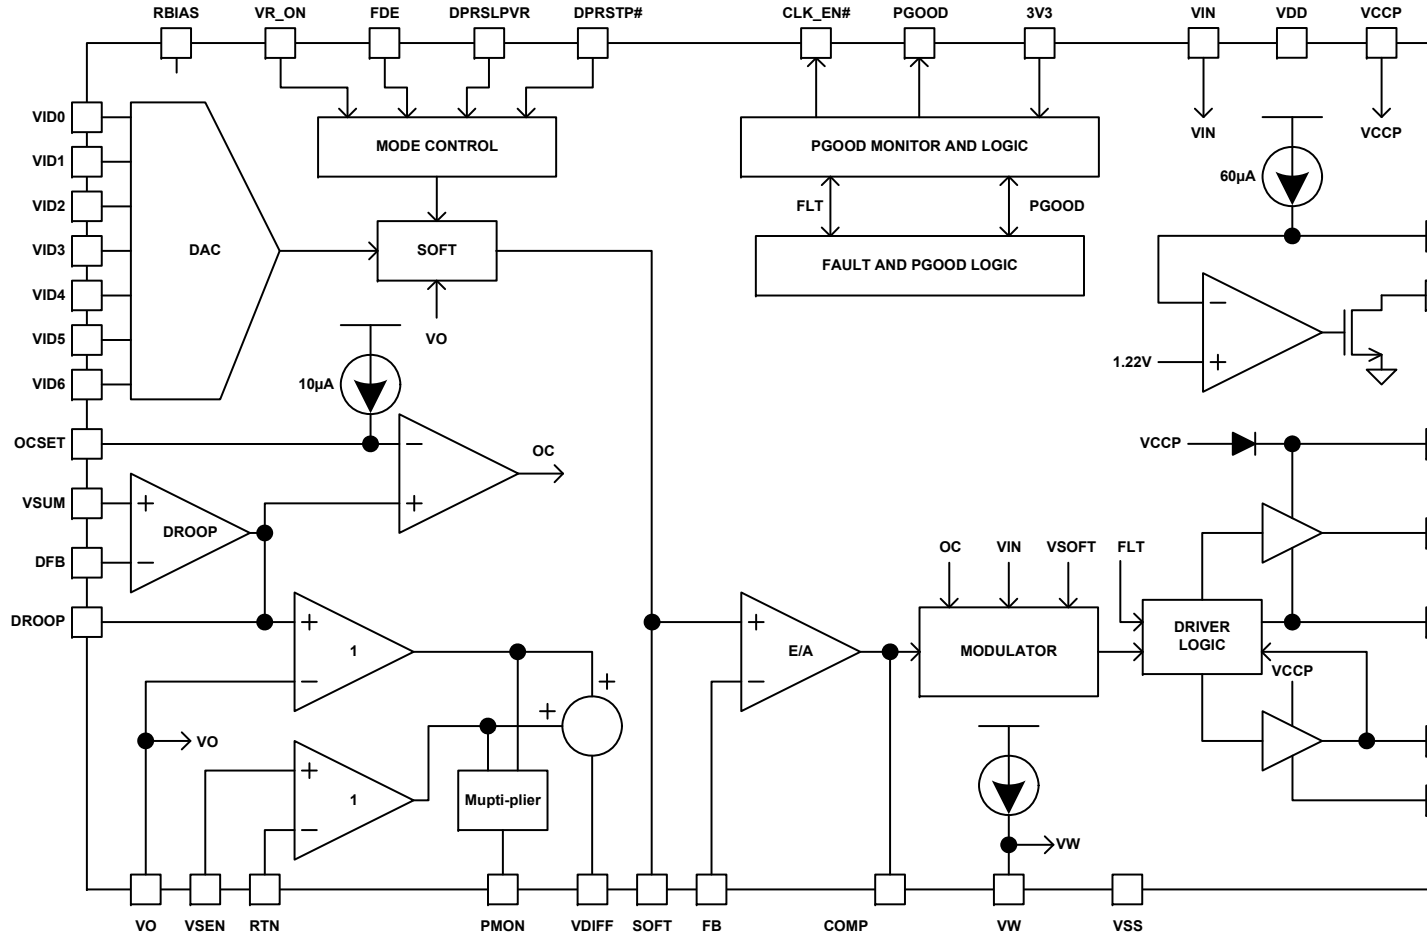 RBIAS
VR_ON
FDE
DPRSLPVR
DPRSTP#
CLK_EN#
PGOOD
3V3
VIN
VDD
VCCP
VID0
VID1
VID2
VID3
VID4
VID5
VID6
OCSET
VSUM
DFB
DROOP
DAC
MODE CONTROL
SOFT
VO
10µA
PGOOD MONITOR AND LOGIC
FLT
PGOOD
FAULT AND PGOOD LOGIC
VIN
VCCP
60µA
−
+
1.22V
−
+
OC
+
−
DROOP
+
−
1
VO
+
−
1
+
+
Mupti-plier
+
−
E/A
OC
VIN
VSOFT
FLT
MODULATOR
DRIVER
LOGIC
VCCP
VCCP
VW
VO
VSEN
RTN
PMON
VDIFF
SOFT
FB
COMP
VW
VSS